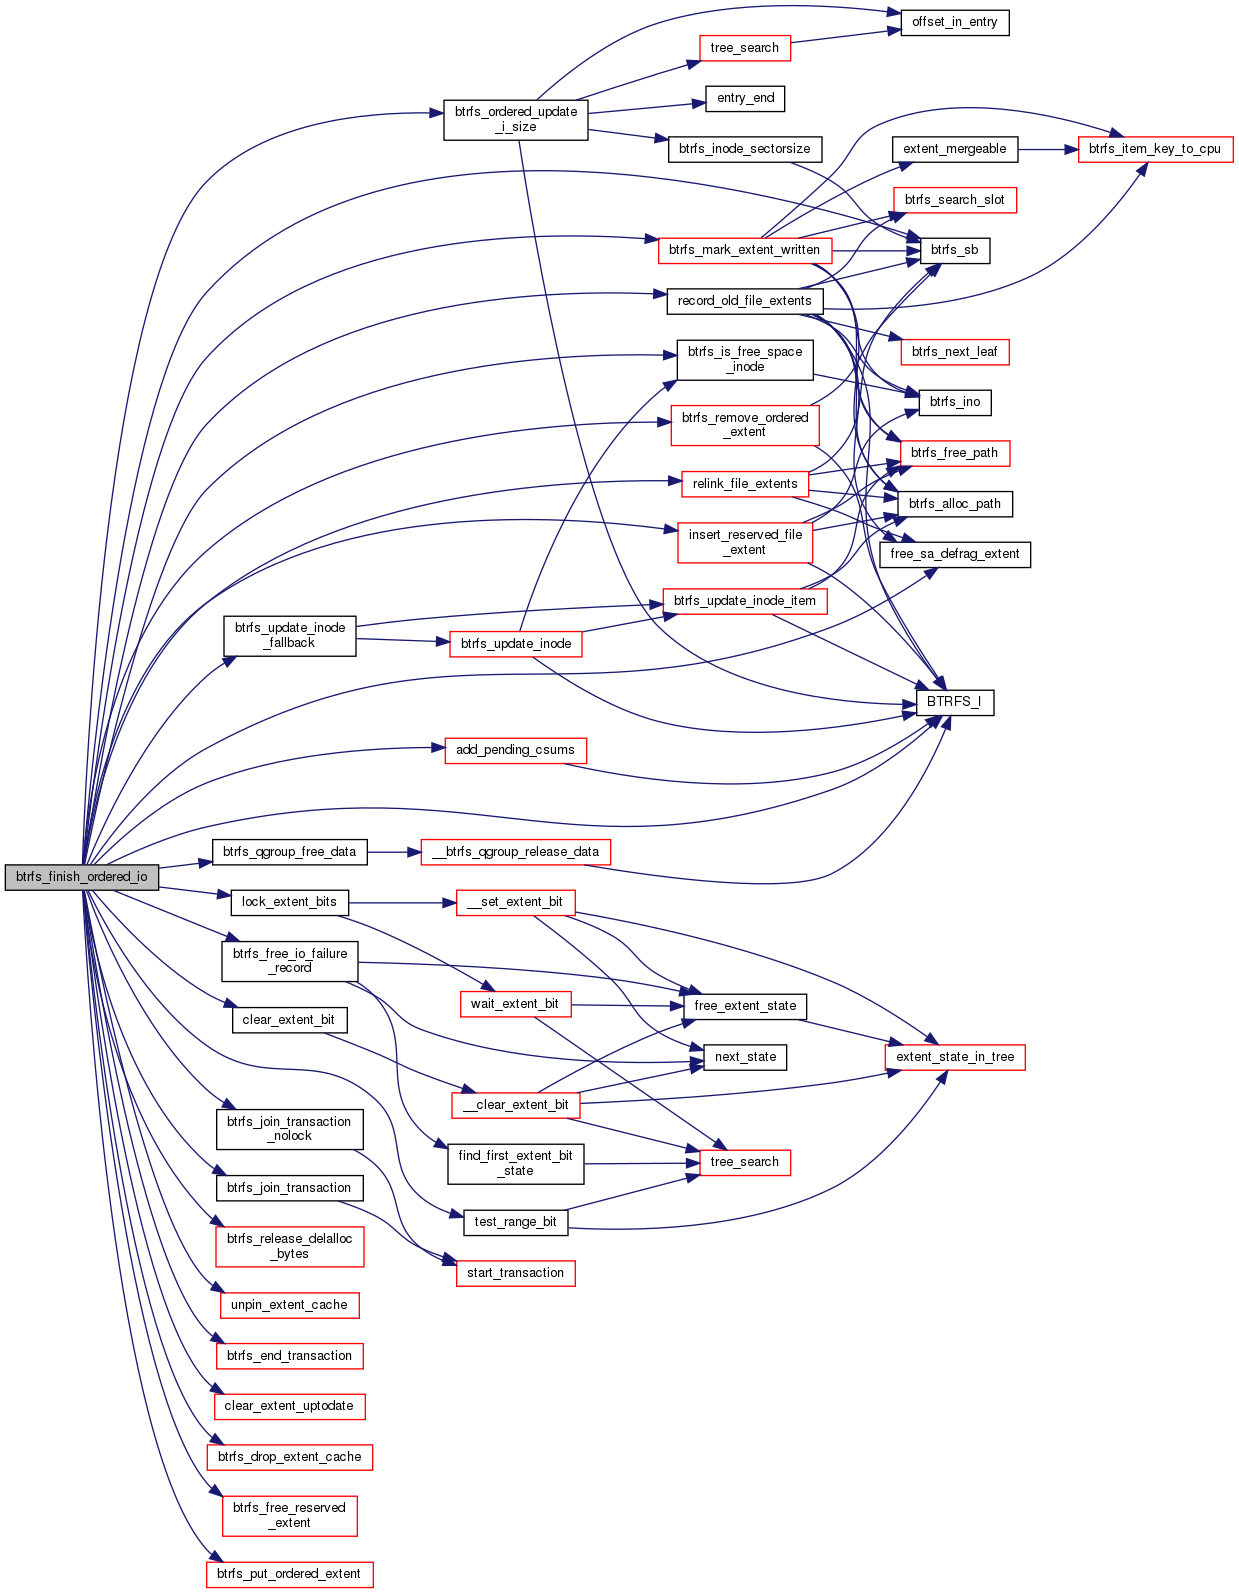 offset_in_entry
tree_search
entry_end
btrfs_ordered_update
_i_size
btrfs_inode_sectorsize
extent_mergeable
btrfs_item_key_to_cpu
btrfs_search_slot
btrfs_mark_extent_written
btrfs_sb
record_old_file_extents
btrfs_next_leaf
btrfs_is_free_space
_inode
btrfs_ino
btrfs_remove_ordered
_extent
btrfs_free_path
relink_file_extents
btrfs_alloc_path
insert_reserved_file
_extent
free_sa_defrag_extent
btrfs_update_inode_item
btrfs_update_inode
_fallback
btrfs_update_inode
BTRFS_I
add_pending_csums
btrfs_qgroup_free_data
__btrfs_qgroup_release_data
btrfs_finish_ordered_io
lock_extent_bits
__set_extent_bit
btrfs_free_io_failure
_record
wait_extent_bit
free_extent_state
clear_extent_bit
next_state
extent_state_in_tree
__clear_extent_bit
btrfs_join_transaction
_nolock
find_first_extent_bit
_state
tree_search
btrfs_join_transaction
test_range_bit
btrfs_release_delalloc
_bytes
start_transaction
unpin_extent_cache
btrfs_end_transaction
clear_extent_uptodate
btrfs_drop_extent_cache
btrfs_free_reserved
_extent
btrfs_put_ordered_extent